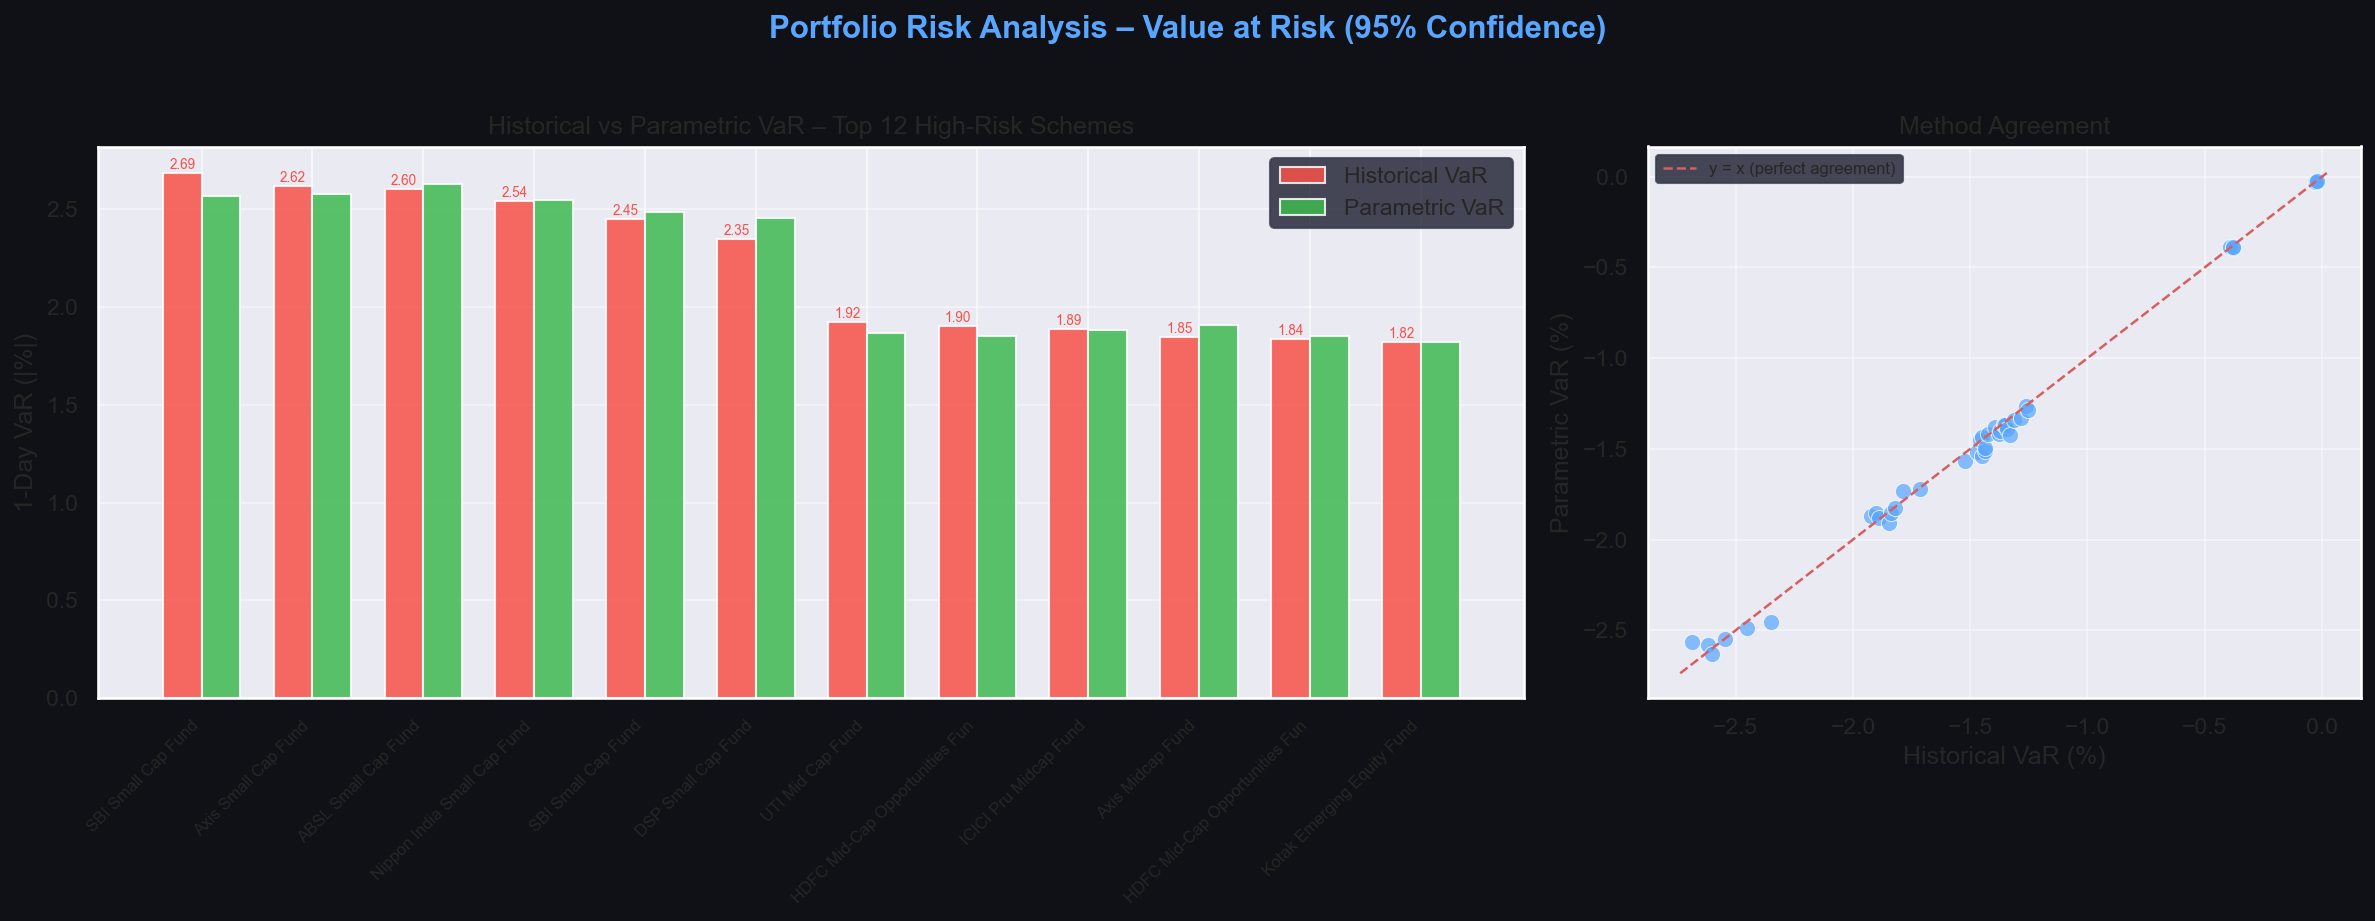 Portfolio Risk Analysis – Value at Risk (95% Confidence)
Historical vs Parametric VaR – Top 12 High-Risk Schemes
1-Day VaR (|%|)
2.5
2.0
1.5
1.0
0.5
0.0
2.69
2.62
2.60
2.54
2.45
2.35
1.92
1.90
1.89
1.85
1.84
1.82
Historical VaR
Parametric VaR
SBI Small Cap Fund
Axis Small Cap Fund
ABSL Small Cap Fund
Nippon India Small Cap Fund
SBI Small Cap Fund
DSP Small Cap Fund
UTI Mid Cap Fund
HDFC Mid-Cap Opportunities Fun
ICICI Pru Midcap Fund
Axis Midcap Fund
HDFC Mid-Cap Opportunities Fun
Kotak Emerging Equity Fund
Method Agreement
y = x (perfect agreement)
Parametric VaR (%)
0.0
−0.5
−1.0
−1.5
−2.0
−2.5
−2.5
−2.0
−1.5
−1.0
−0.5
0.0
Historical VaR (%)